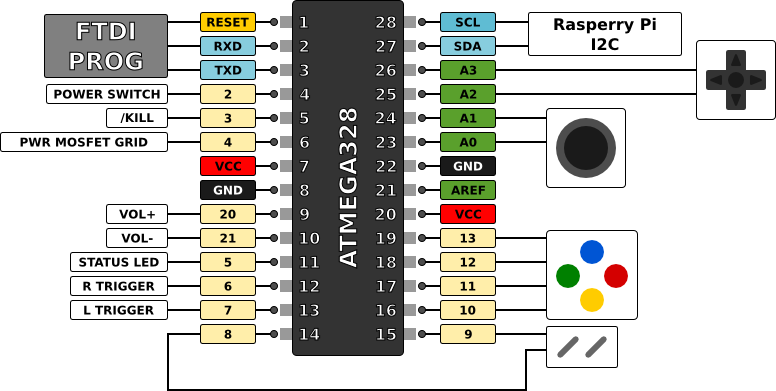 FTDI
PROG
RESET 1
RXD 2
TXD 3
POWER SWITCH 2 4
/KILL 3 5
PWR MOSFET GRID 4 6
VCC 7
GND 8
VOL+ 20 9
VOL- 21 10
STATUS LED 5 11
R TRIGGER 6 12
L TRIGGER 7 13
8 14
ATMEGA328
28 SCL
27 SDA
26 A3
25 A2
24 A1
23 A0
22 GND
21 AREF
20 VCC
19 13
18 12
17 11
16 10
15 9
Rasperry Pi
I2C